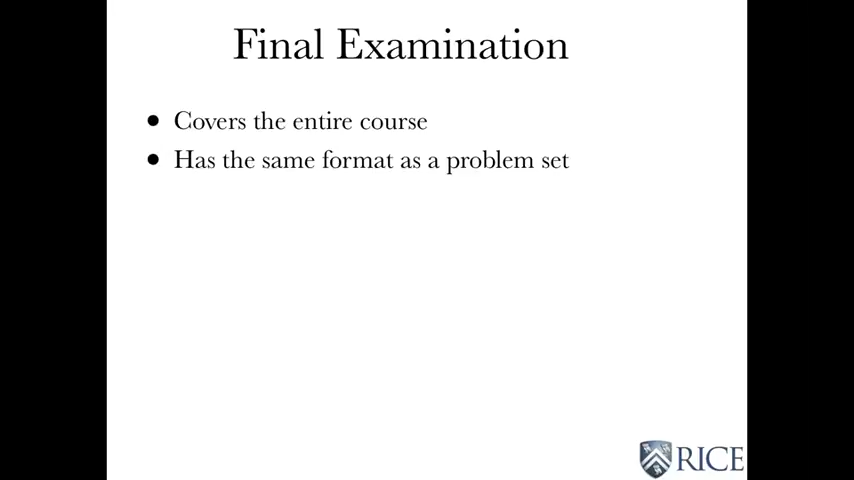 Final Examination
• Covers the entire course
• Has the same format as a problem set
RICE